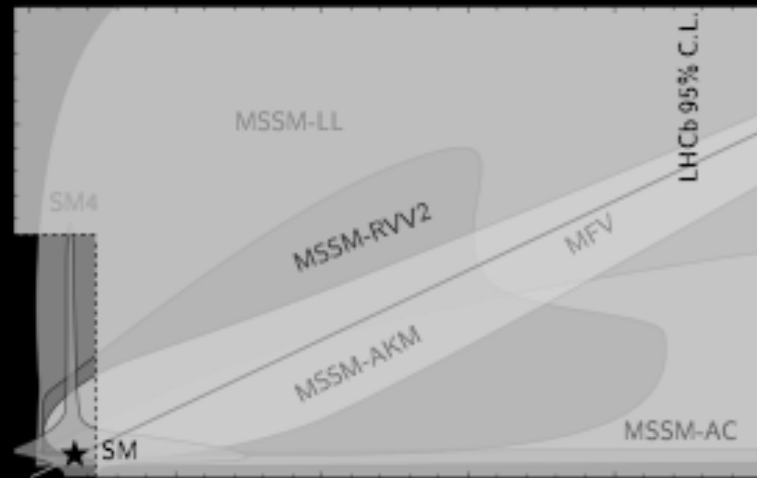 LHCb 95% C.L.
MSSM-LL
SM4
MSSM-RVV2
MFV
MSSM-AKM
MSSM-AC
SM